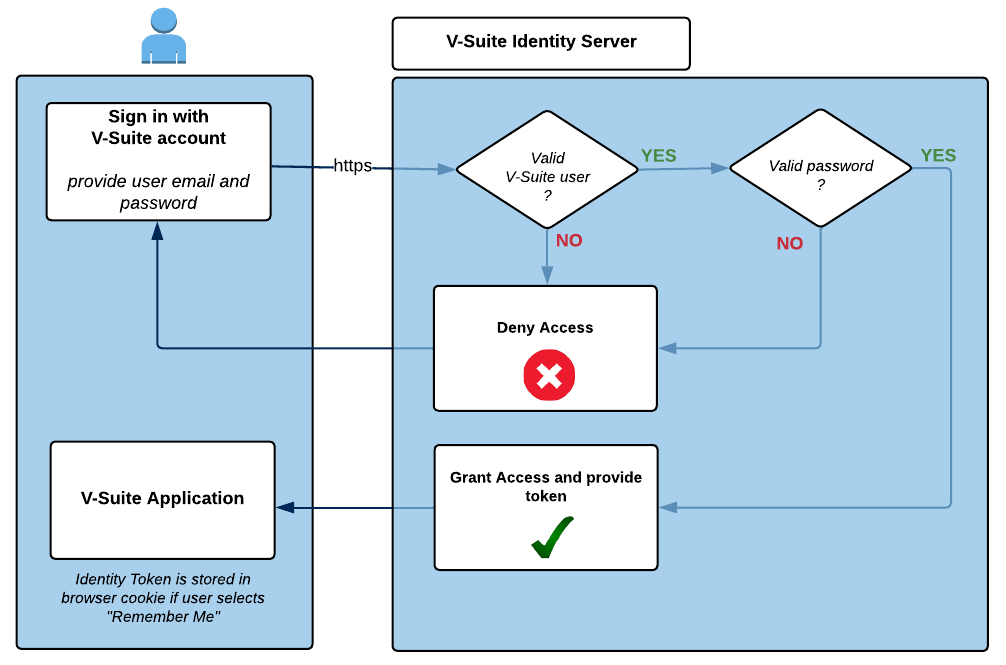 V-Suite Identity Server
Sign in with
V-Suite account
provide user email and
password
https
Valid
V-Suite user
?
YES
Valid password
?
YES
NO
NO
Deny Access
V-Suite Application
Grant Access and provide
token
Identity Token is stored in
browser cookie if user selects
"Remember Me"